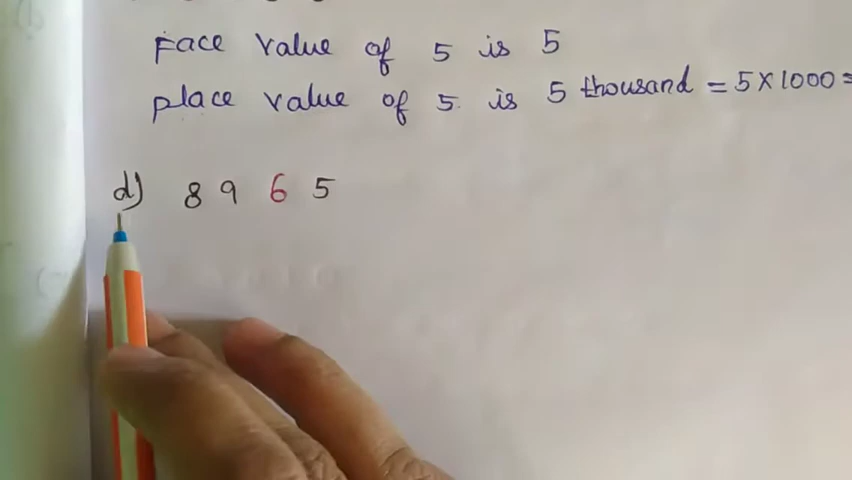 Face value of 5 is 5
place value of 5 is 5 thousand = 5 × 1000 =
d) 8 9 6 5